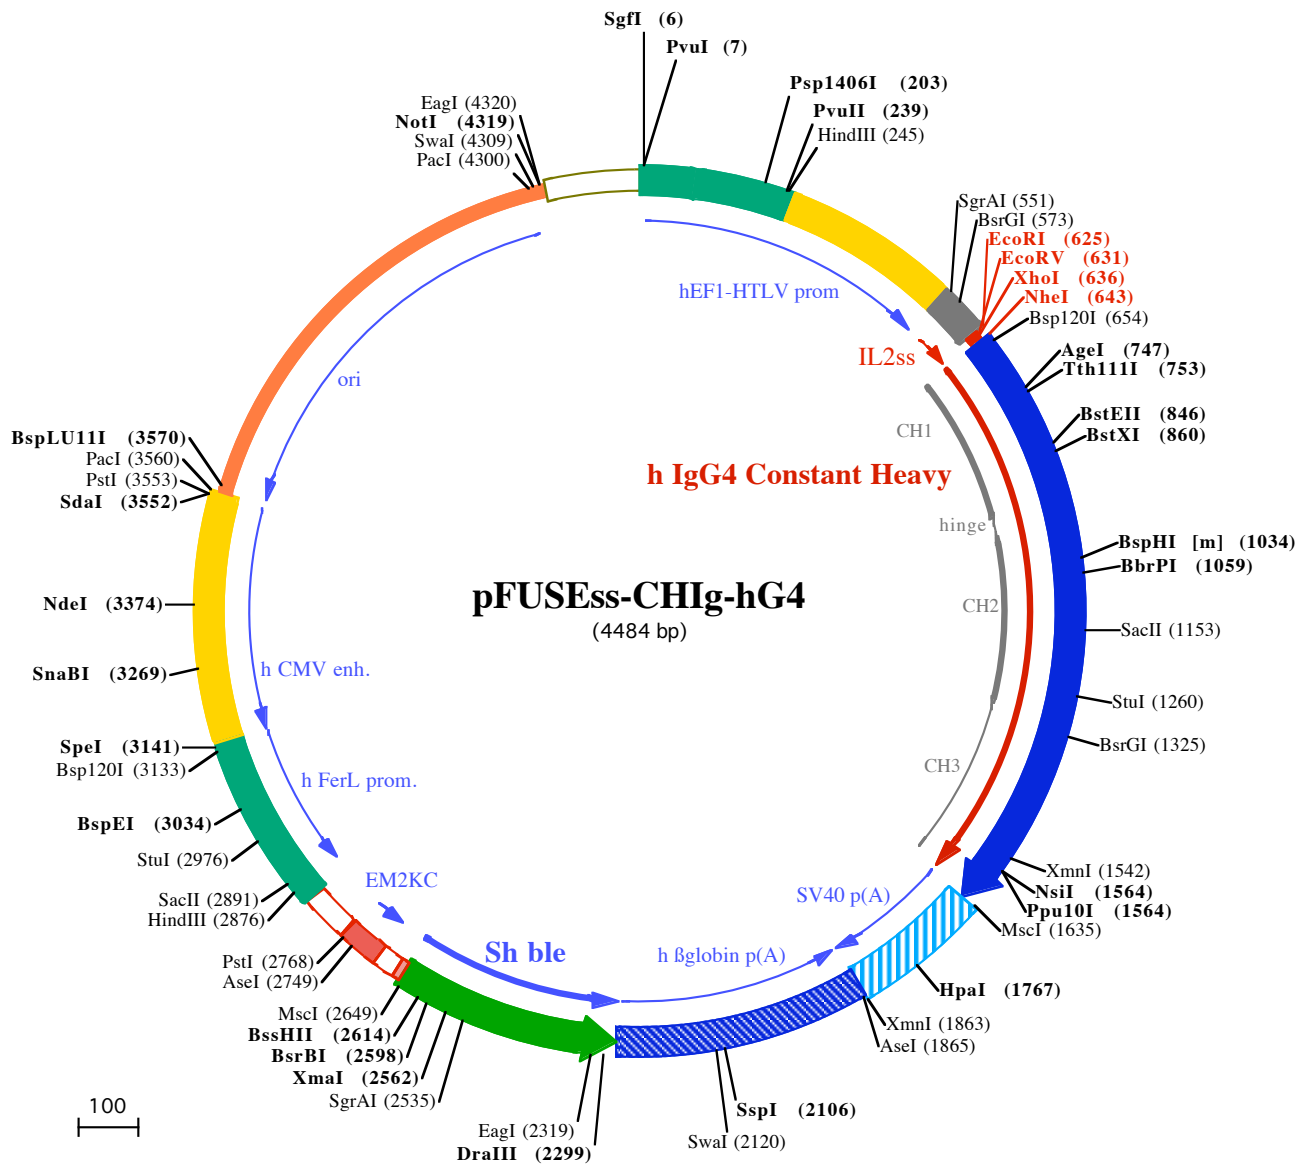 SgfI (6)
PvuI (7)
Psp1406I (203)
PvuII (239)
HindIII (245)
EagI (4320)
NotI (4319)
SwaI (4309)
PacI (4300)
SgrAI (551)
BsrGI (573)
EcoRI (625)
EcoRV (631)
XhoI (636)
NheI (643)
Bsp120I (654)
AgeI (747)
Tth111I (753)
BstEII (846)
BstXI (860)
BspHI [m] (1034)
BbrPI (1059)
SacII (1153)
StuI (1260)
BsrGI (1325)
XmnI (1542)
NsiI (1564)
Ppu10I (1564)
MscI (1635)
HpaI (1767)
XmnI (1863)
AseI (1865)
SspI (2106)
SwaI (2120)
DraIII (2299)
EagI (2319)
SgrAI (2535)
XmaI (2562)
BsrBI (2598)
BssHII (2614)
MscI (2649)
AseI (2749)
PstI (2768)
HindIII (2876)
SacII (2891)
StuI (2976)
BspEI (3034)
Bsp120I (3133)
SpeI (3141)
SnaBI (3269)
NdeI (3374)
SdaI (3552)
PstI (3553)
PacI (3560)
BspLU11I (3570)
hEF1-HTLV prom
IL2ss
CH1
h IgG4 Constant Heavy
hinge
CH2
CH3
SV40 p(A)
h ßglobin p(A)
Sh ble
EM2KC
h FerL prom.
h CMV enh.
ori
pFUSEss-CHIg-hG4
(4484 bp)
100